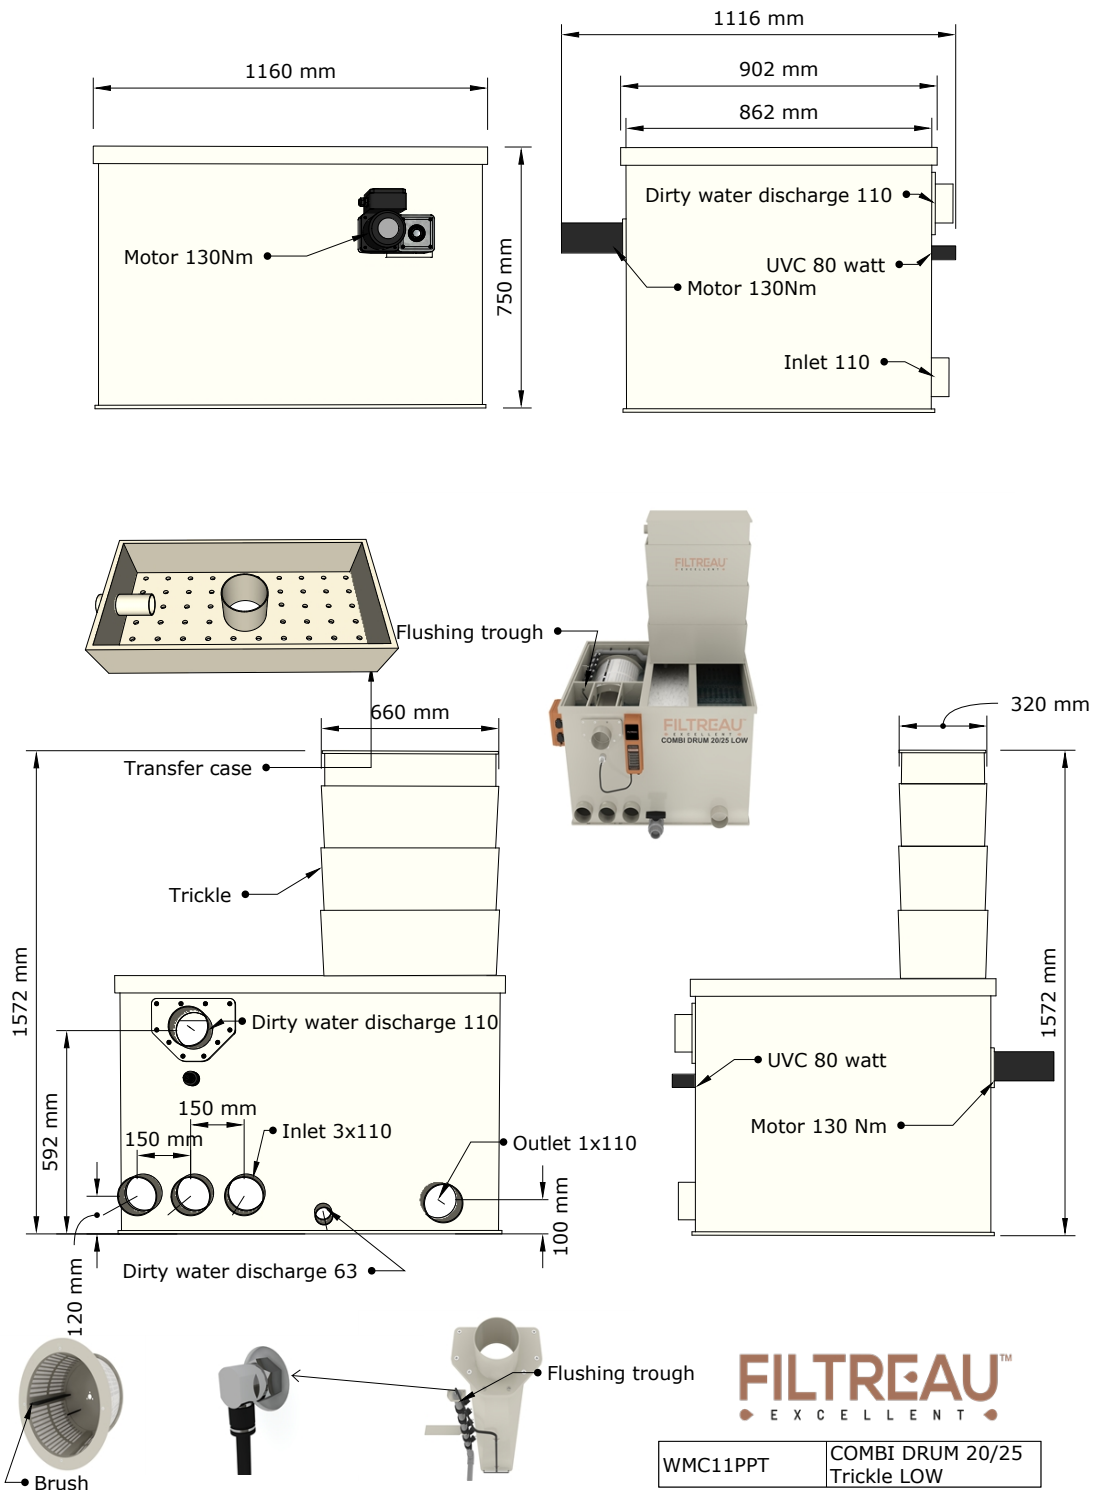 1116 mm
1160 mm
902 mm
862 mm
Dirty water discharge 110
Motor 130Nm
750 mm
UVC 80 watt
Motor 130Nm
Inlet 110
FILTREAU
EXCELLENT
Flushing trough
660 mm
320 mm
FILTREAU
EXCELLENT
COMBI DRUM 20/25 LOW
Transfer case
Trickle
1572 mm
1572 mm
Dirty water discharge 110
UVC 80 watt
592 mm
150 mm
150 mm
Inlet 3x110
Outlet 1x110
Motor 130 Nm
100 mm
Dirty water discharge 63
120 mm
Flushing trough
FILTREAU™
EXCELLENT
WMC11PPT
COMBI DRUM 20/25
Trickle LOW
Brush